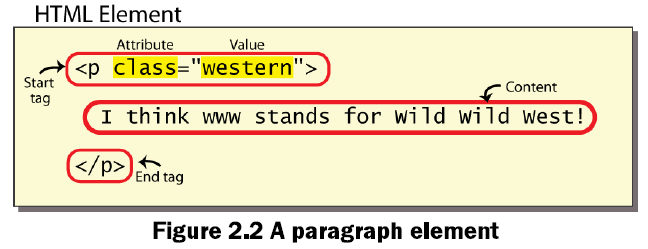 HTML Element
Attribute Value
<p class="western">
Start
tag
Content
I think www stands for Wild Wild West!
</p>
End tag
Figure 2.2 A paragraph element